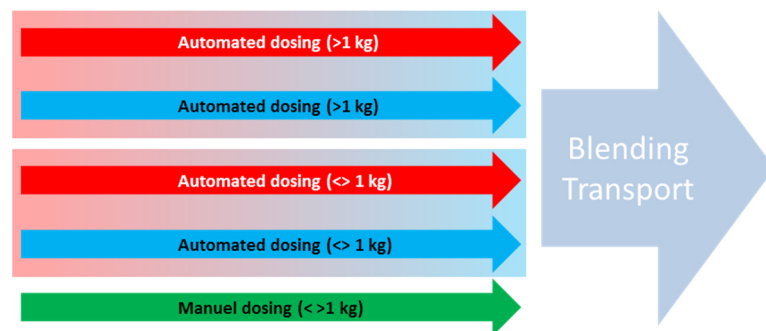 Automated dosing (>1 kg)
Automated dosing (>1 kg)
Automated dosing (<> 1 kg)
Automated dosing (<> 1 kg)
Manuel dosing (< >1 kg)
Blending
Transport